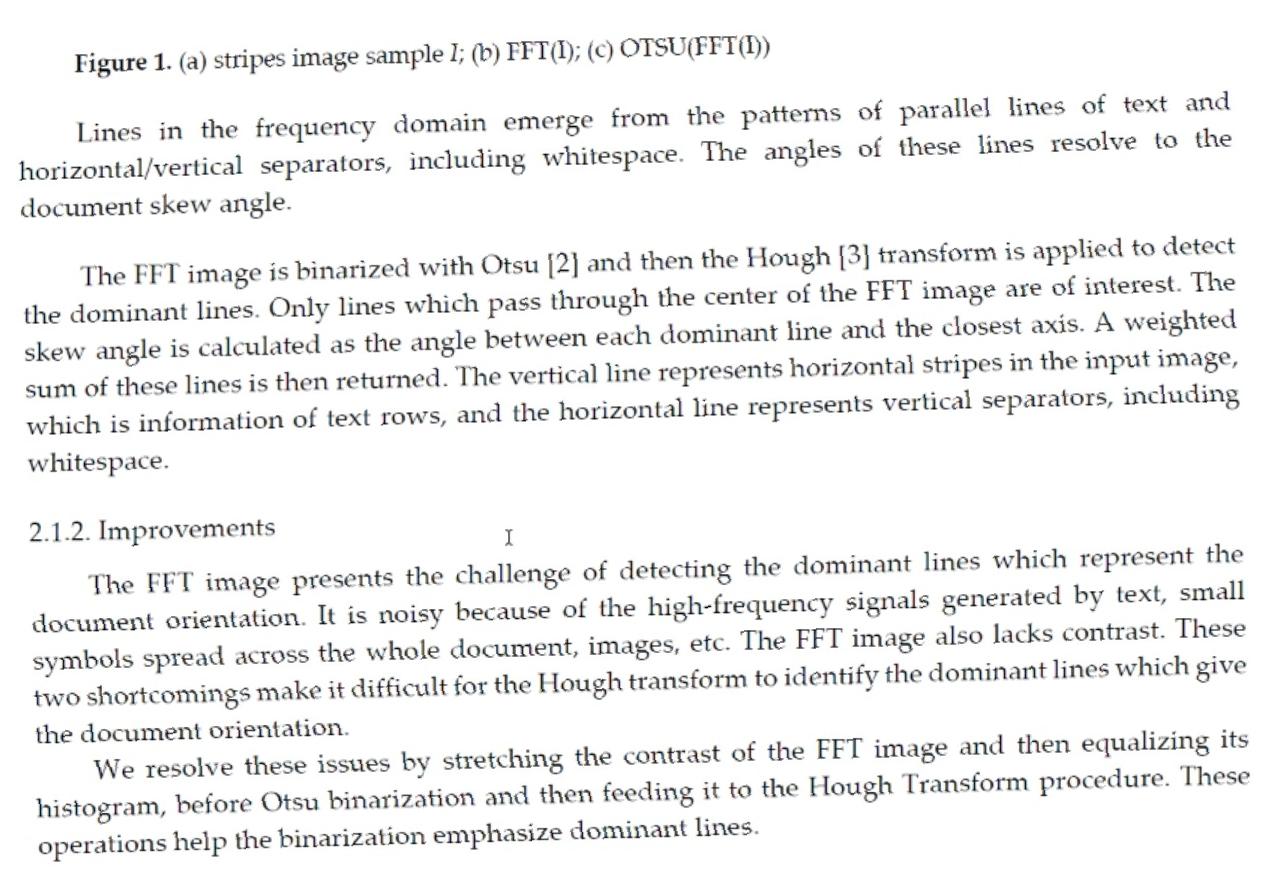 Figure 1. (a) stripes image sample I; (b) FFT(I); (c) OTSU(FFT(I))
Lines in the frequency domain emerge from the patterns of parallel lines of text and
horizontal/vertical separators, including whitespace. The angles of these lines resolve to the
document skew angle.
The FFT image is binarized with Otsu [2] and then the Hough [3] transform is applied to detect
the dominant lines. Only lines which pass through the center of the FFT image are of interest. The
skew angle is calculated as the angle between each dominant line and the closest axis. A weighted
sum of these lines is then returned. The vertical line represents horizontal stripes in the input image,
which is information of text rows, and the horizontal line represents vertical separators, including
whitespace.
2.1.2. Improvements
The FFT image presents the challenge of detecting the dominant lines which represent the
document orientation. It is noisy because of the high-frequency signals generated by text, small
symbols spread across the whole document, images, etc. The FFT image also lacks contrast. These
two shortcomings make it difficult for the Hough transform to identify the dominant lines which give
the document orientation.
We resolve these issues by stretching the contrast of the FFT image and then equalizing its
histogram, before Otsu binarization and then feeding it to the Hough Transform procedure. These
operations help the binarization emphasize dominant lines.